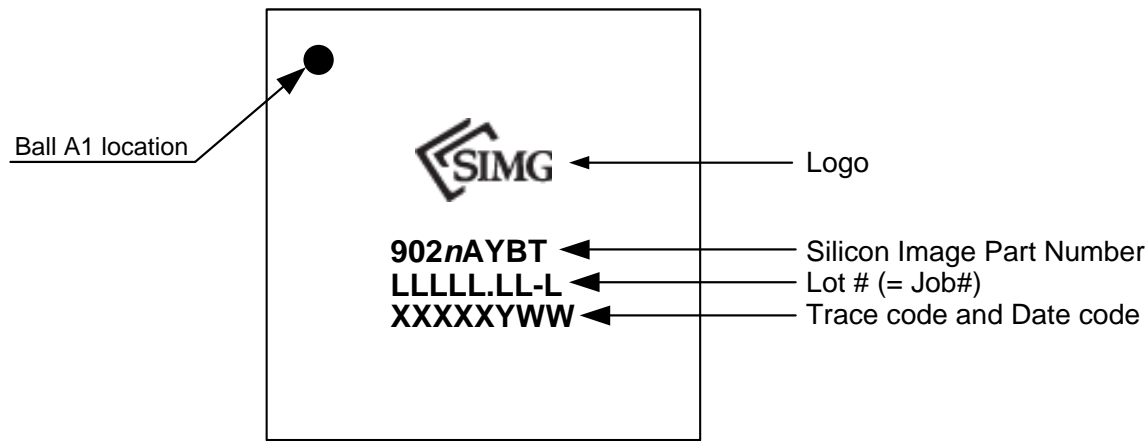 Ball A1 location
SIMG
Logo
902nAYBT
Silicon Image Part Number
LLLLL.LL-L
Lot # (= Job#)
XXXXXYWW
Trace code and Date code